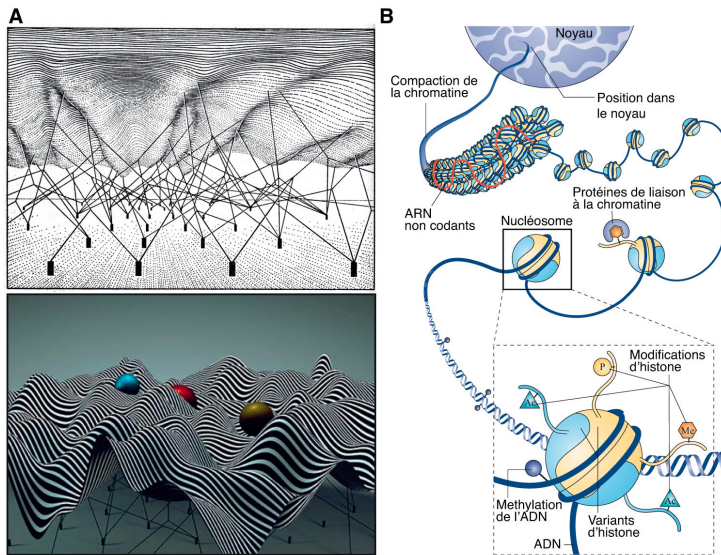 A
B
Noyau
Compaction de
la chromatine
Position dans
le noyau
ARN
non codants
Protéines de liaison
à la chromatine
Me
Nucléosome
Modifications
d’histone
P
Ac
Me
Ac
Methylation
de l’ADN
Variants
d’histone
ADN